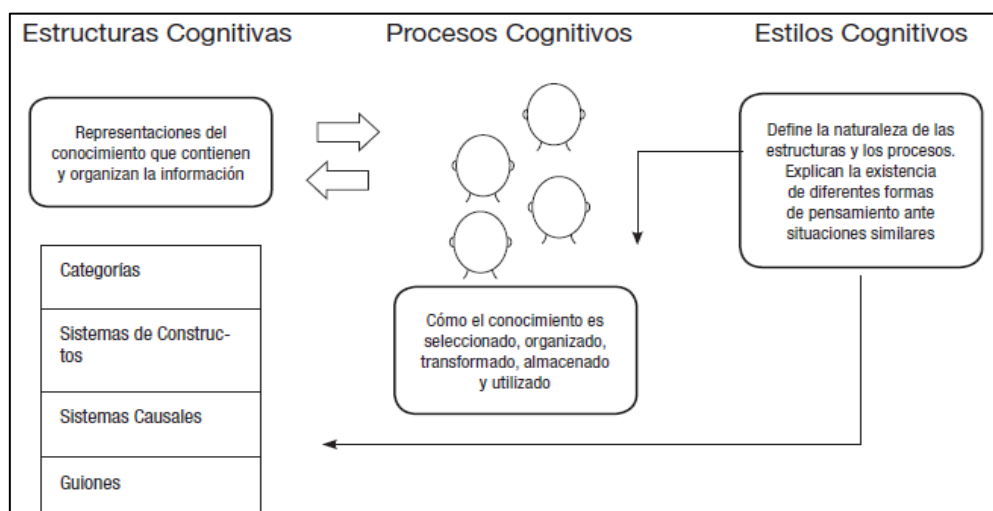 Estructuras Cognitivas
Procesos Cognitivos
Estilos Cognitivos
Representaciones del
conocimiento que contienen
y organizan la información
Categorías
Sistemas de Construc-
tos
Sistemas Causales
Guiones
Cómo el conocimiento es
seleccionado, organizado,
transformado, almacenado
y utilizado
Define la naturaleza de las
estructuras y los procesos.
Explican la existencia
de diferentes formas
de pensamiento ante
situaciones similares